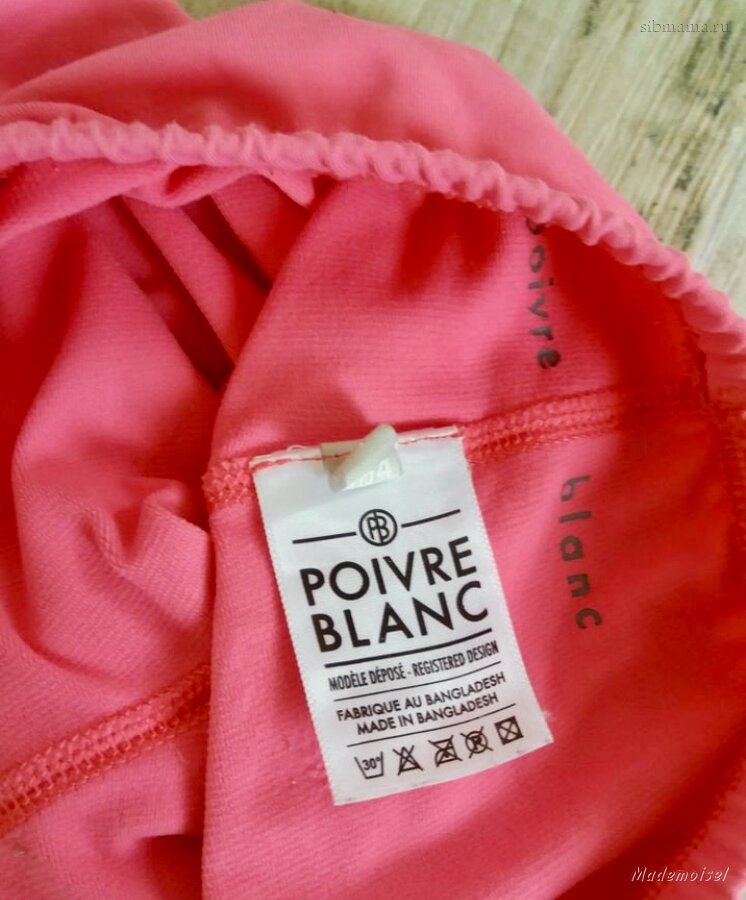 sibmama.ru
poivre
blanc
PB
POIVRE
BLANC
MODÈLE DÉPOSÉ - REGISTERED DESIGN
FABRIQUE AU BANGLADESH
MADE IN BANGLADESH
30°
Mademoisel